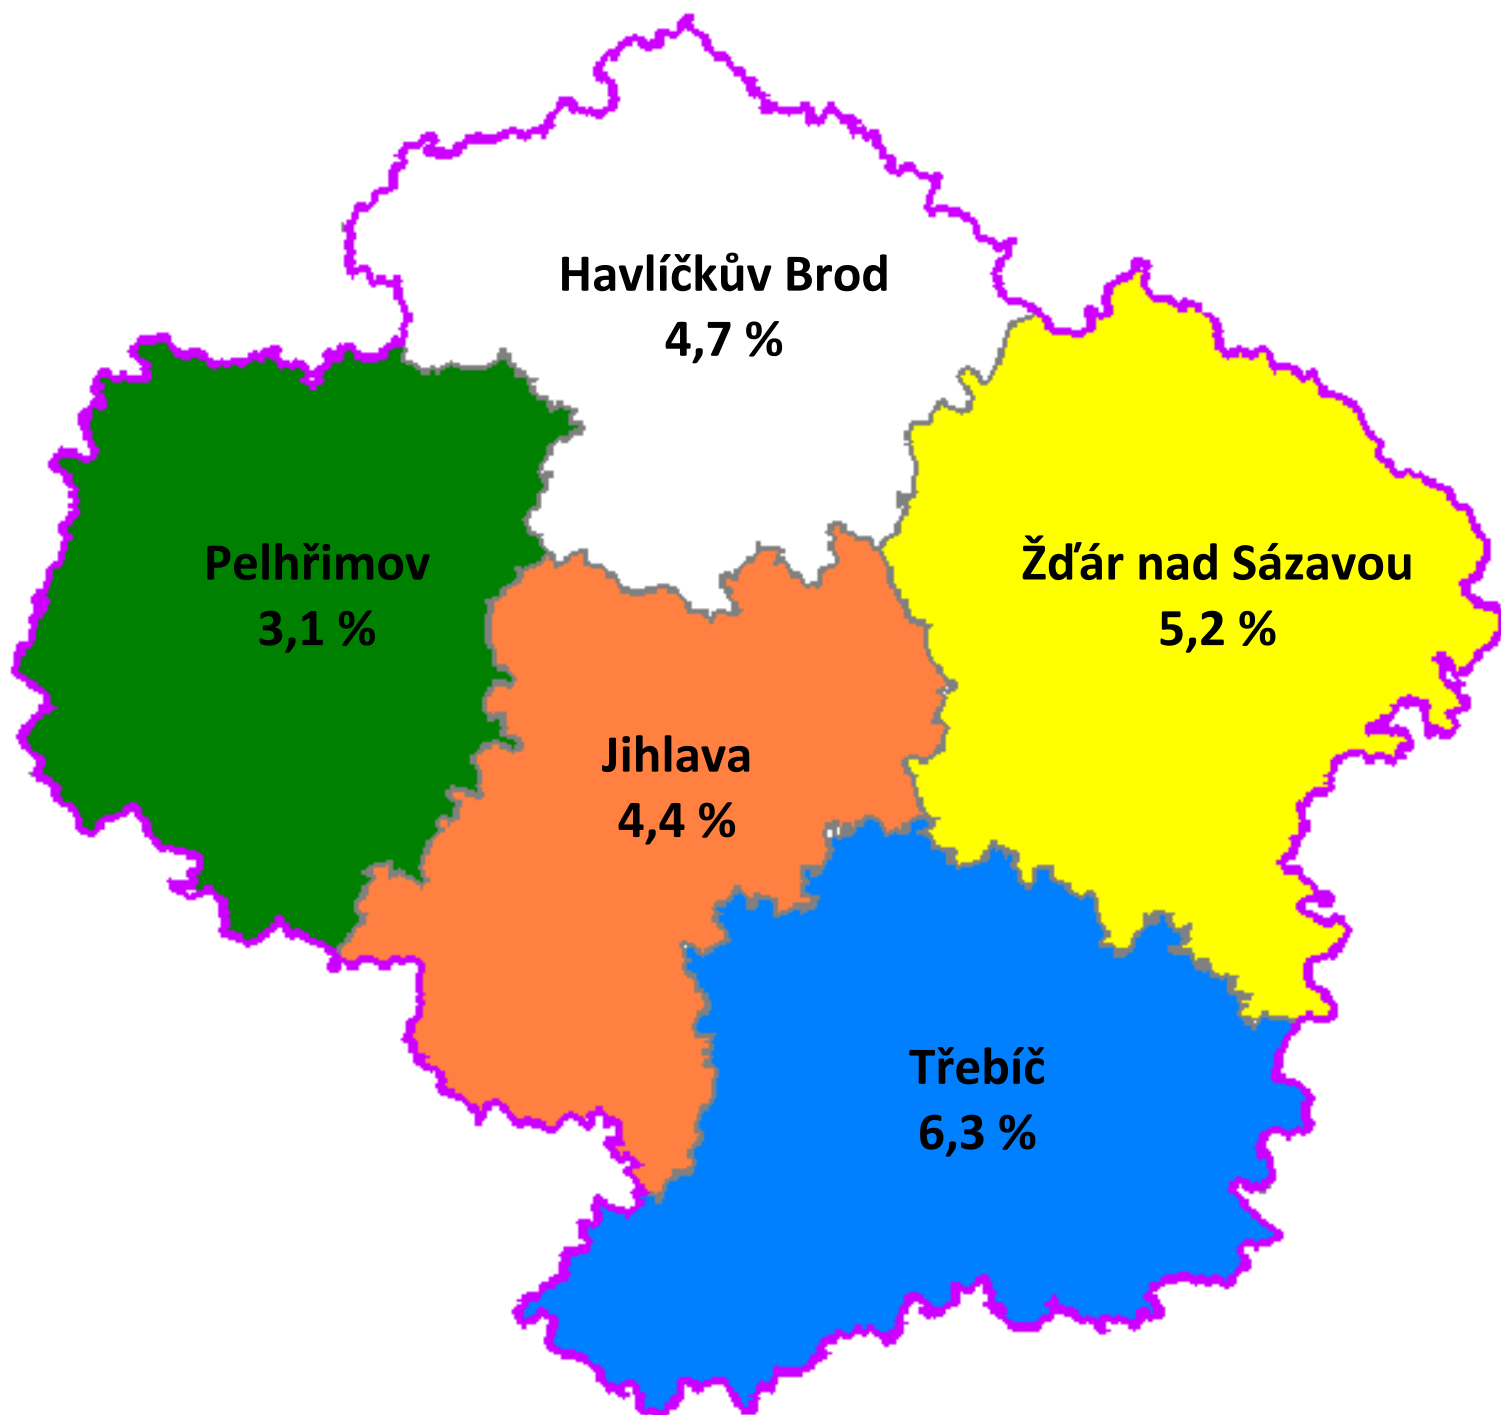 Havlíčkův Brod
4,7 %
Pelhřimov
3,1 %
Žďár nad Sázavou
5,2 %
Jihlava
4,4 %
Třebíč
6,3 %